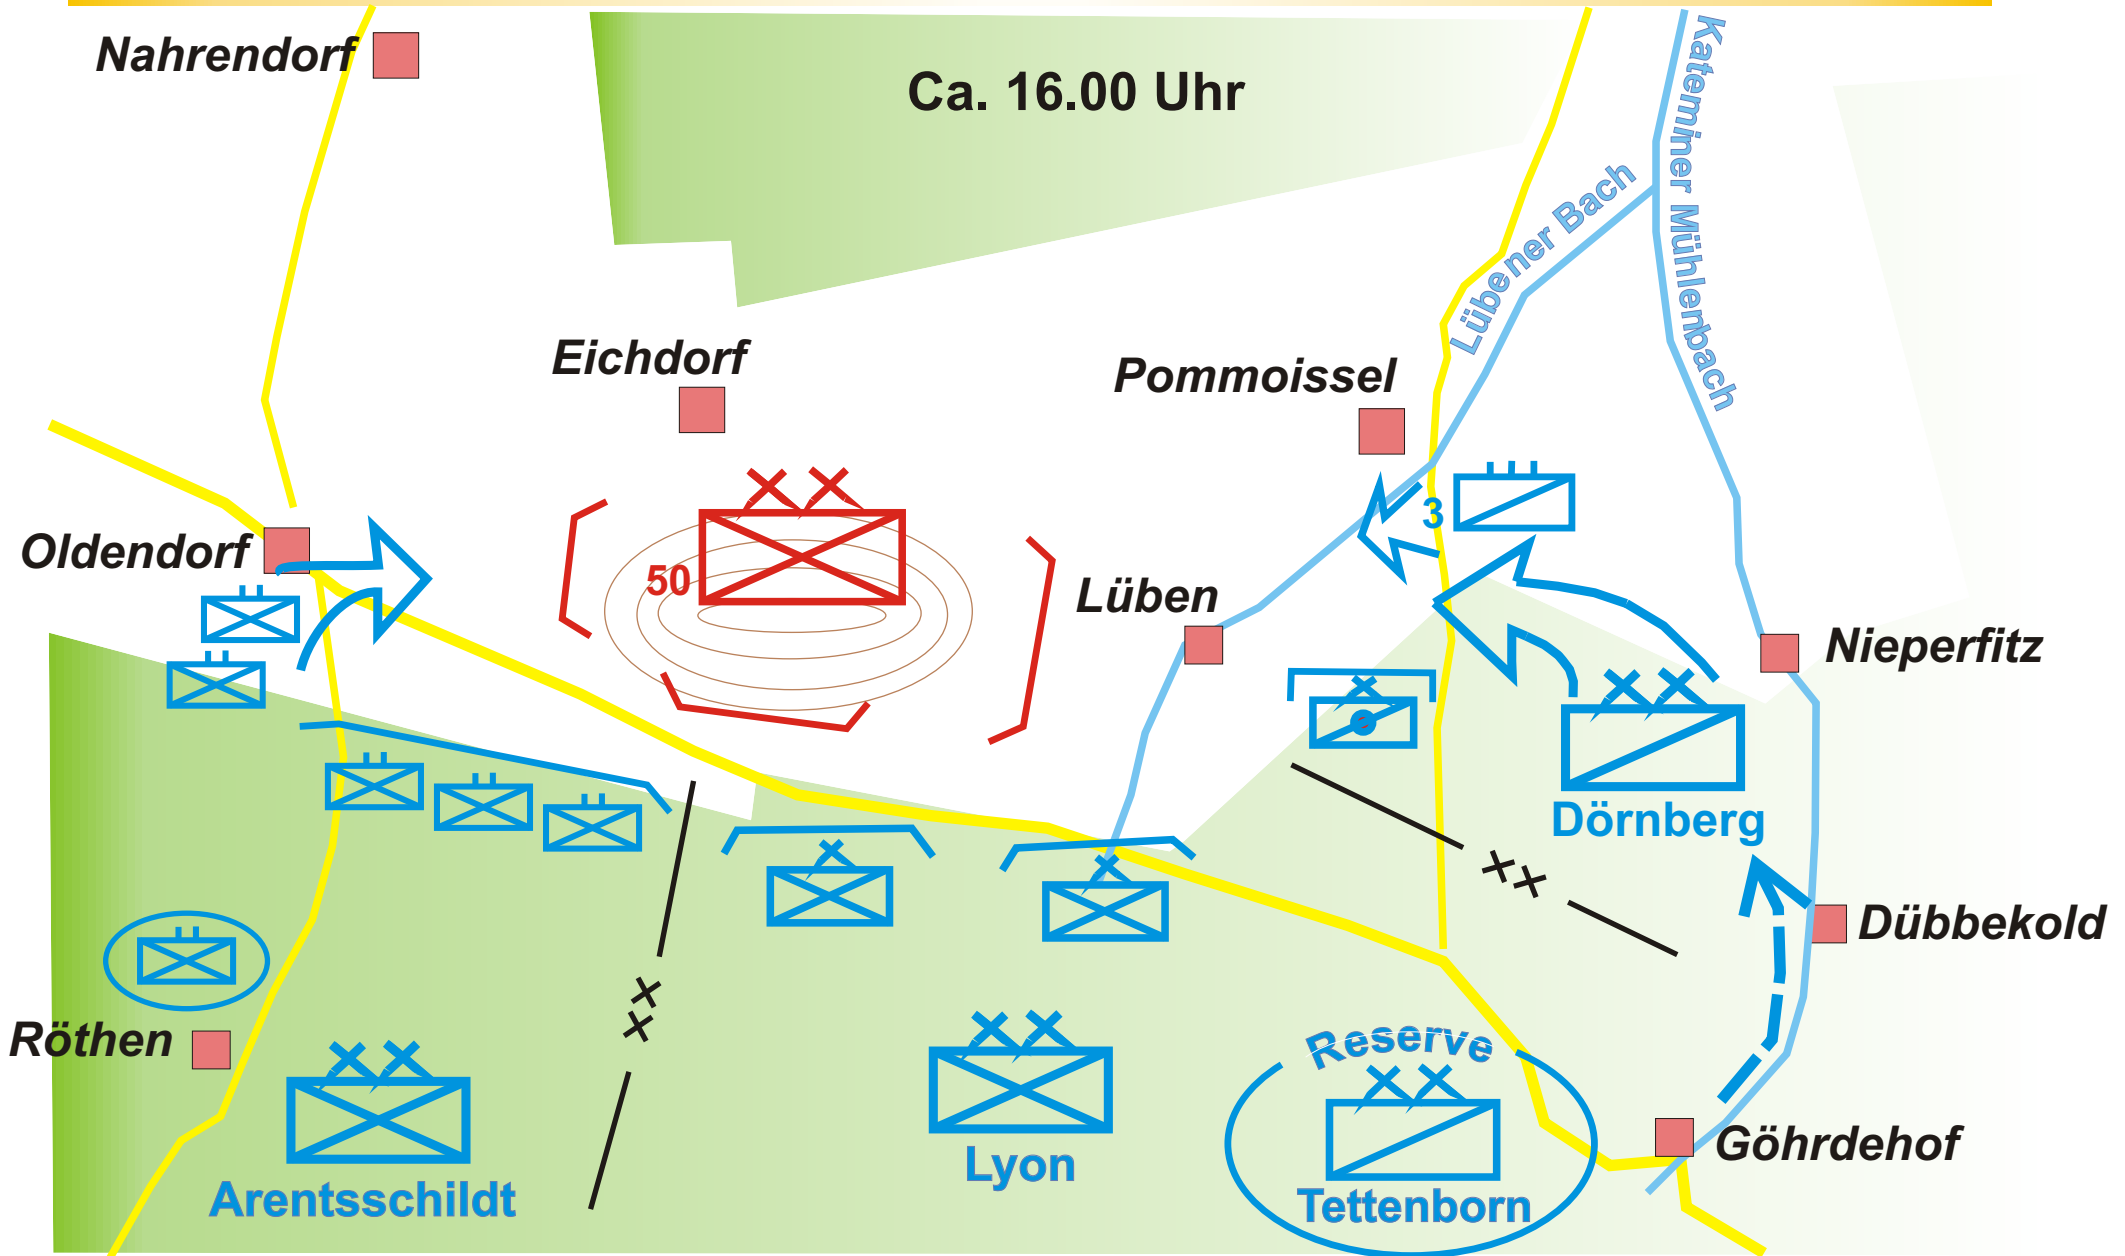 Nahrendorf
Ca. 16.00 Uhr
Kateminer Mühlenbach
Lübener Bach
Eichdorf
Pommoissel
3
Oldendorf
50
Lüben
Nieperfitz
Dörnberg
Dübbekold
Röthen
Reserve
Göhrdehof
Lyon
Arentsschildt
Tettenborn